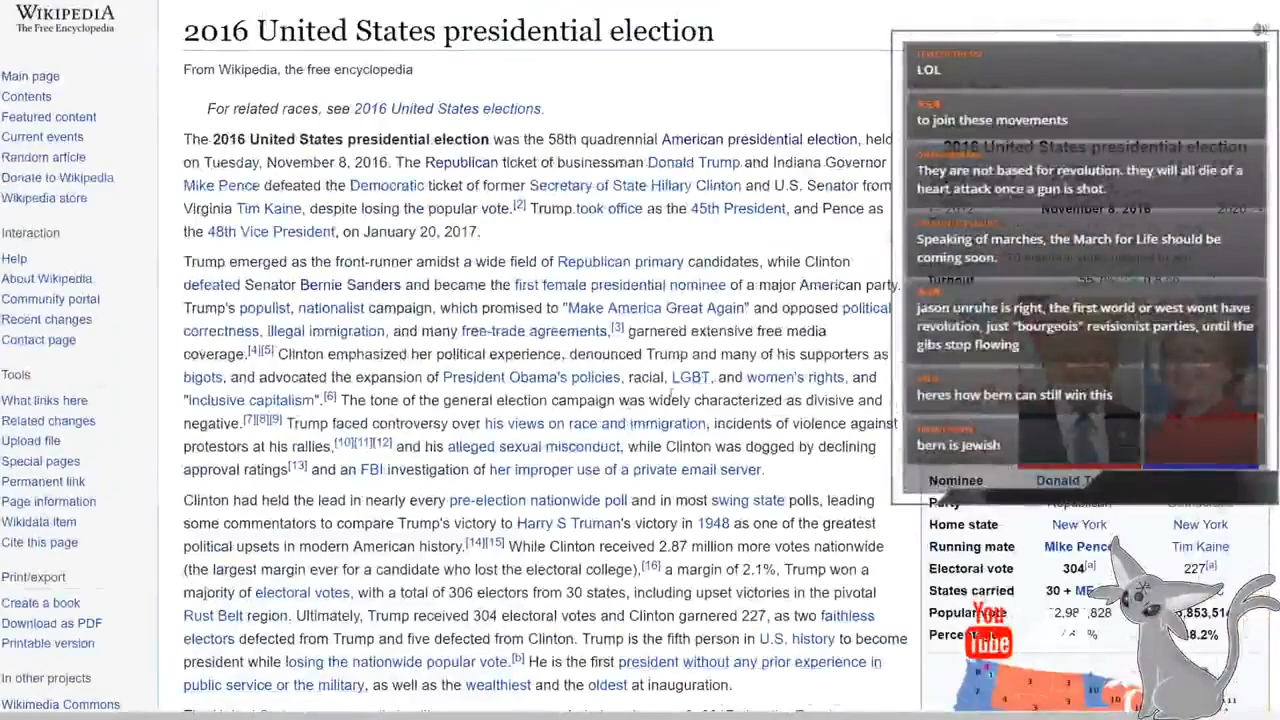 WIKIPEDIA
The Free Encyclopedia
Main page
Contents
Featured content
Current events
Random article
Donate to Wikipedia
Wikipedia store
Interaction
Help
About Wikipedia
Community portal
Recent changes
Contact page
Tools
What links here
Related changes
Upload file
Special pages
Permanent link
Page information
Wikidata item
Cite this page
Print/export
Create a book
Download as PDF
Printable version
In other projects
Wikimedia Commons
2016 United States presidential election
From Wikipedia, the free encyclopedia
For related races, see 2016 United States elections.
The 2016 United States presidential election was the 58th quadrennial American presidential election, held
on Tuesday, November 8, 2016. The Republican ticket of businessman Donald Trump and Indiana Governor
Mike Pence defeated the Democratic ticket of former Secretary of State Hillary Clinton and U.S. Senator from
Virginia Tim Kaine, despite losing the popular vote.[2] Trump took office as the 45th President, and Pence as
the 48th Vice President, on January 20, 2017.
Trump emerged as the front-runner amidst a wide field of Republican primary candidates, while Clinton
defeated Senator Bernie Sanders and became the first female presidential nominee of a major American party.
Trump's populist, nationalist campaign, which promised to "Make America Great Again" and opposed political
correctness, illegal immigration, and many free-trade agreements,[3] garnered extensive free media
coverage.[4][5] Clinton emphasized her political experience, denounced Trump and many of his supporters as
bigots, and advocated the expansion of President Obama's policies, racial, LGBT, and women's rights, and
"inclusive capitalism".[6] The tone of the general election campaign was widely characterized as divisive and
negative.[7][8][9] Trump faced controversy over his views on race and immigration, incidents of violence against
protestors at his rallies,[10][11][12] and his alleged sexual misconduct, while Clinton was dogged by declining
approval ratings[13] and an FBI investigation of her improper use of a private email server.
Clinton had held the lead in nearly every pre-election nationwide poll and in most swing state polls, leading
some commentators to compare Trump's victory to Harry S Truman's victory in 1948 as one of the greatest
political upsets in modern American history.[14][15] While Clinton received 2.87 million more votes nationwide
(the largest margin ever for a candidate who lost the electoral college),[16] a margin of 2.1%, Trump won a
majority of electoral votes, with a total of 306 electors from 30 states, including upset victories in the pivotal
Rust Belt region. Ultimately, Trump received 304 electoral votes and Clinton garnered 227, as two faithless
electors defected from Trump and five defected from Clinton. Trump is the fifth person in U.S. history to become
president while losing the nationwide popular vote.[b] He is the first president without any prior experience in
public service or the military, as well as the wealthiest and the oldest at inauguration.
LOL
to join these movements
2016 United States presidential election
They are not based for revolution. they will all die of a
heart attack once a gun is shot.
November 8, 2016 2020
Speaking of marches, the March for Life should be
coming soon.
Turnout
jason unruhe is right, the first world or west wont have
revolution, just "bourgeois" revisionist parties, until the
gibs stop flowing
heres how bern can still win this
bern is Jewish
Nominee Donald
Party
Home state New York New York
Running mate Mike Pence Tim Kaine
Electoral vote 304[a] 227[a]
States carried 30 +
You
Tube